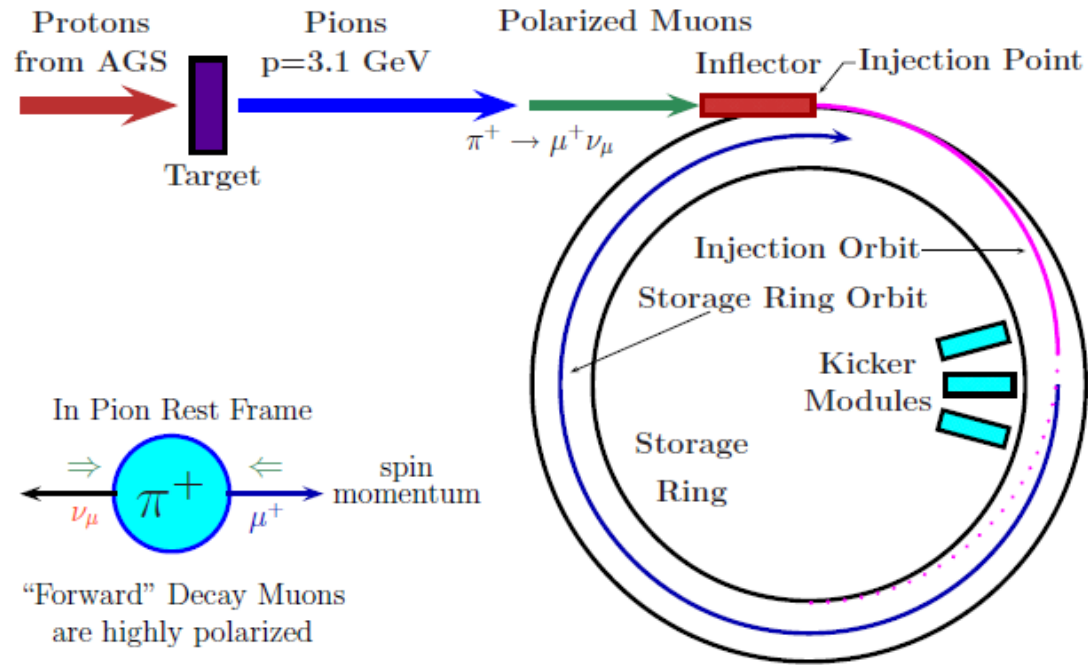 Protons
from AGS
Target
Pions
p=3.1 GeV
π⁺ → μ⁺ν_μ
Polarized Muons
Inflector
Injection Point
Injection Orbit
Storage Ring Orbit
Kicker
Modules
Storage
Ring
In Pion Rest Frame
⇒ ⇐
π⁺
ν_μ
μ⁺
spin
momentum
“Forward” Decay Muons
are highly polarized